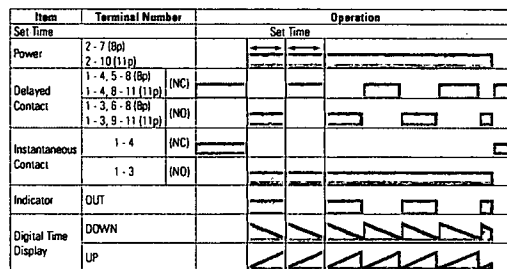 Item Terminal Number Operation
Set Time Set Time
Power 2 - 7 (8p)
2 - 10 (11p)
Delayed Contact 1 - 4, 5 - 8 (8p)
1 - 4, 8 - 11 (11p) (NC)
1 - 3, 6 - 8 (8p)
1 - 3, 9 - 11 (11p) (NO)
Instantaneous Contact 1 - 4 (NC)
1 - 3 (NO)
Indicator OUT
Digital Time Display DOWN
UP